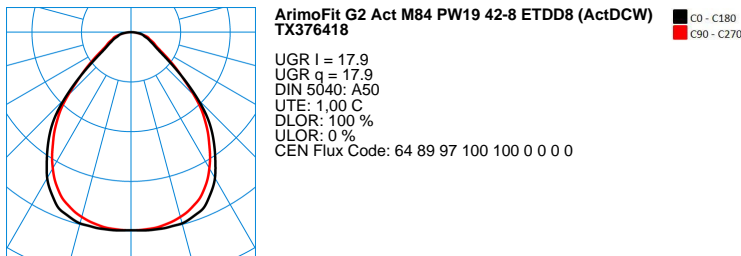 ArimoFit G2 Act M84 PW19 42-8 ETDD8 (ActDCW)
TX376418
C0 - C180
C90 - C270
UGR l = 17.9
UGR q = 17.9
DIN 5040: A50
UTE: 1,00 C
DLOR: 100 %
ULOR: 0 %
CEN Flux Code: 64 89 97 100 100 0 0 0 0